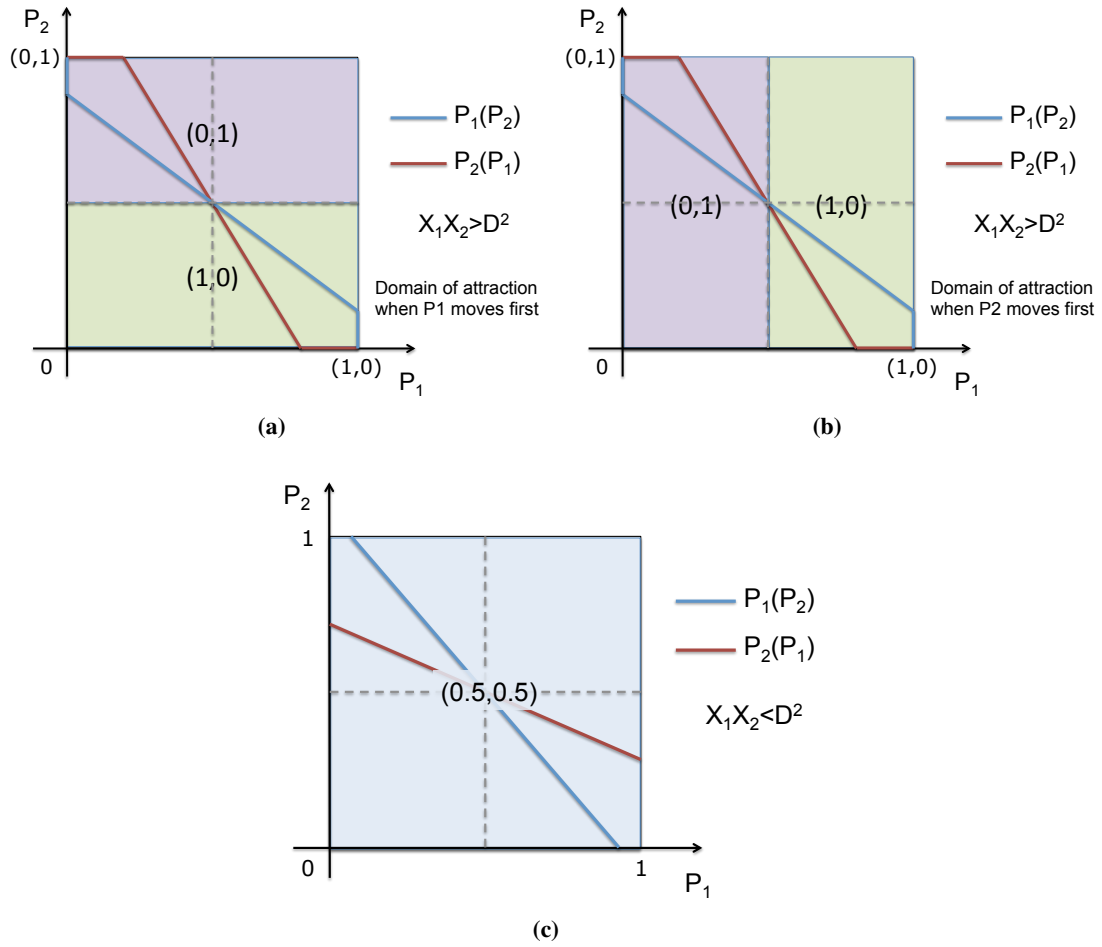 P₂
(0,1)
(0,1)
(1,0)
0
(1,0)
P₁
P₁(P₂)
P₂(P₁)
X₁X₂>D²
Domain of attraction
when P1 moves first
(a)
P₂
(0,1)
(0,1)
(1,0)
0
(1,0)
P₁
P₁(P₂)
P₂(P₁)
X₁X₂>D²
Domain of attraction
when P2 moves first
(b)
P₂
1
(0.5,0.5)
0
1
P₁
P₁(P₂)
P₂(P₁)
X₁X₂<D²
(c)